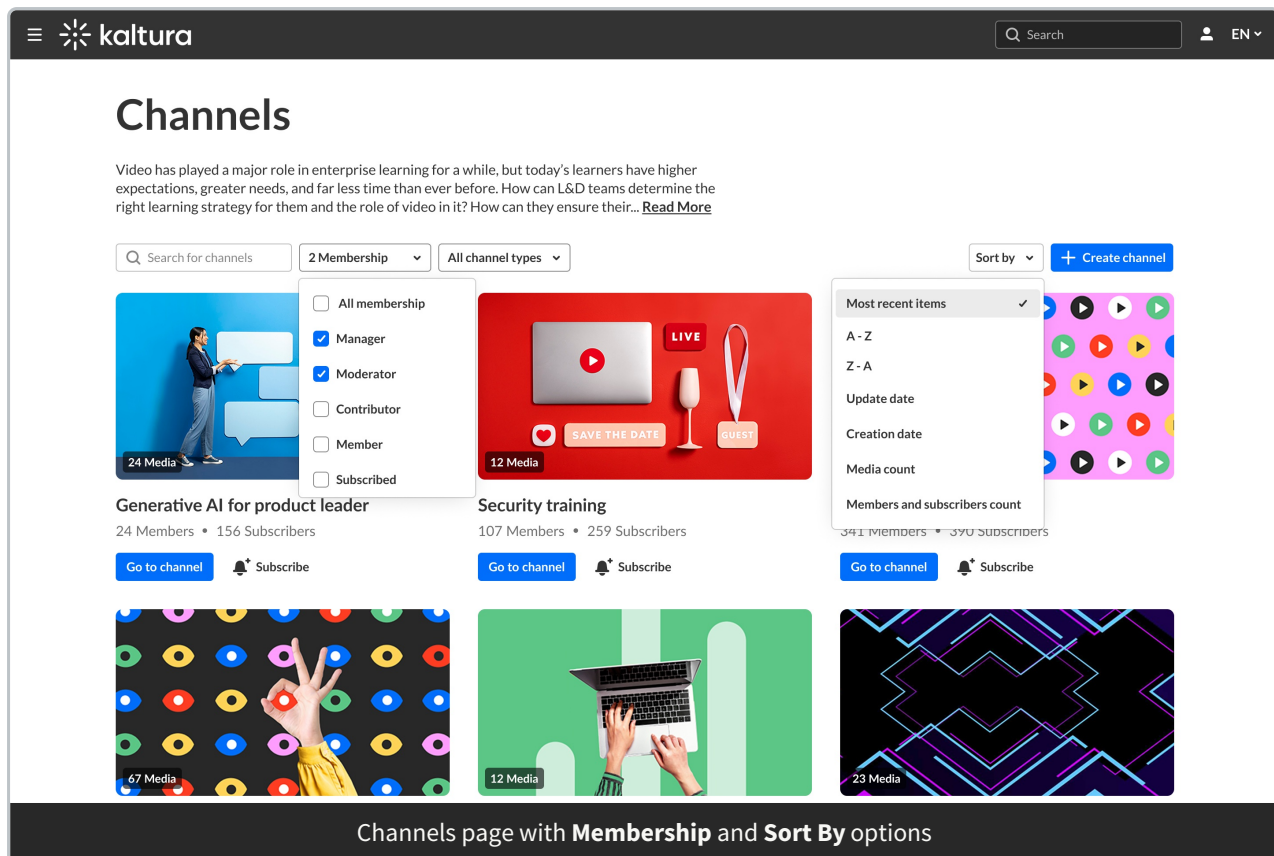 kaltura
Search
EN
Channels
Video has played a major role in enterprise learning for a while, but today’s learners have higher
expectations, greater needs, and far less time than ever before. How can L&D teams determine the
right learning strategy for them and the role of video in it? How can they ensure their... Read More
Search for channels
2 Membership
All channel types
Sort by
Create channel
All membership
Manager
Moderator
Contributor
Member
Subscribed
Most recent items
A - Z
Z - A
Update date
Creation date
Media count
Members and subscribers count
24 Media
LIVE
SAVE THE DATE
GUEST
12 Media
Generative AI for product leader
24 Members • 156 Subscribers
Go to channel
Subscribe
Security training
107 Members • 259 Subscribers
Go to channel
Subscribe
341 Members • 390 Subscribers
Go to channel
Subscribe
67 Media
12 Media
23 Media
Channels page with Membership and Sort By options